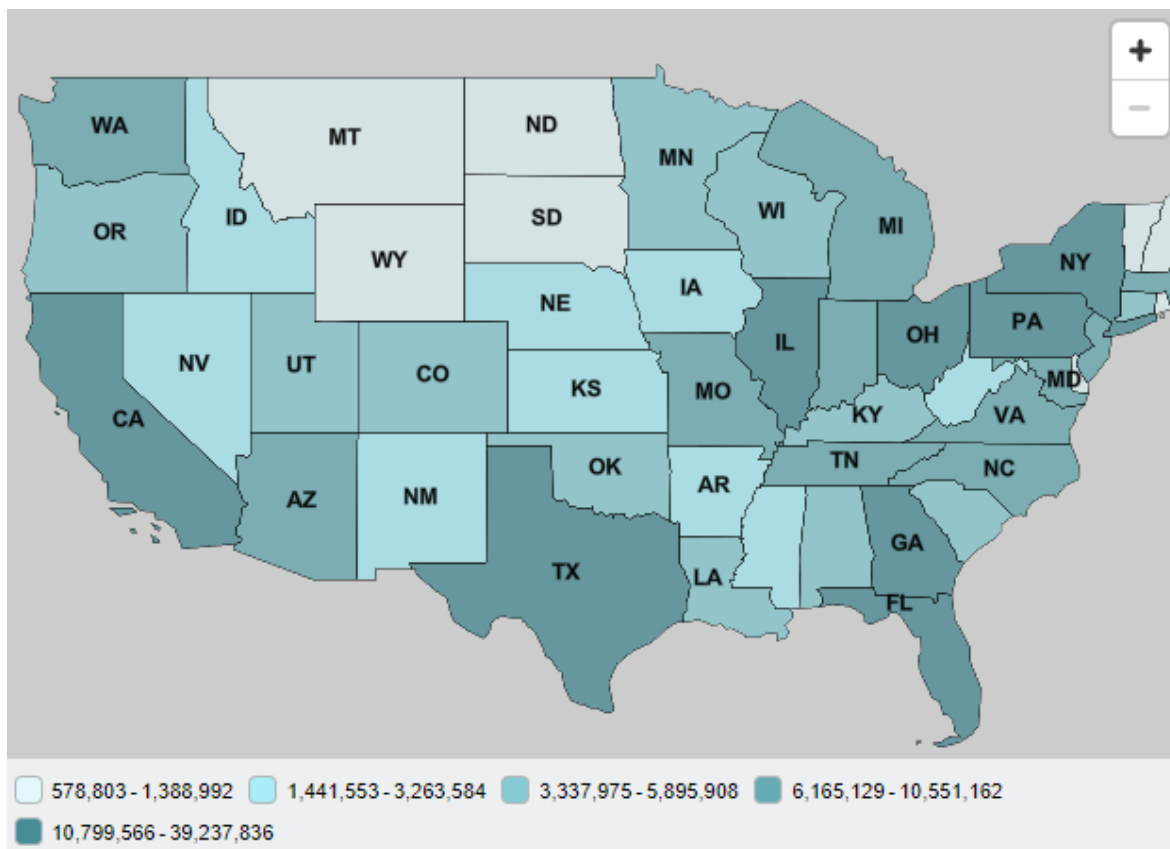 +
−
WA
MT
ND
MN
OR
ID
SD
WI
MI
WY
NY
NE
IA
PA
NV
UT
CO
IL
OH
KS
MO
MD
CA
KY
VA
OK
TN
NC
AZ
NM
AR
TX
LA
GA
FL
578,803 - 1,388,992 1,441,553 - 3,263,584 3,337,975 - 5,895,908 6,165,129 - 10,551,162
10,799,566 - 39,237,836